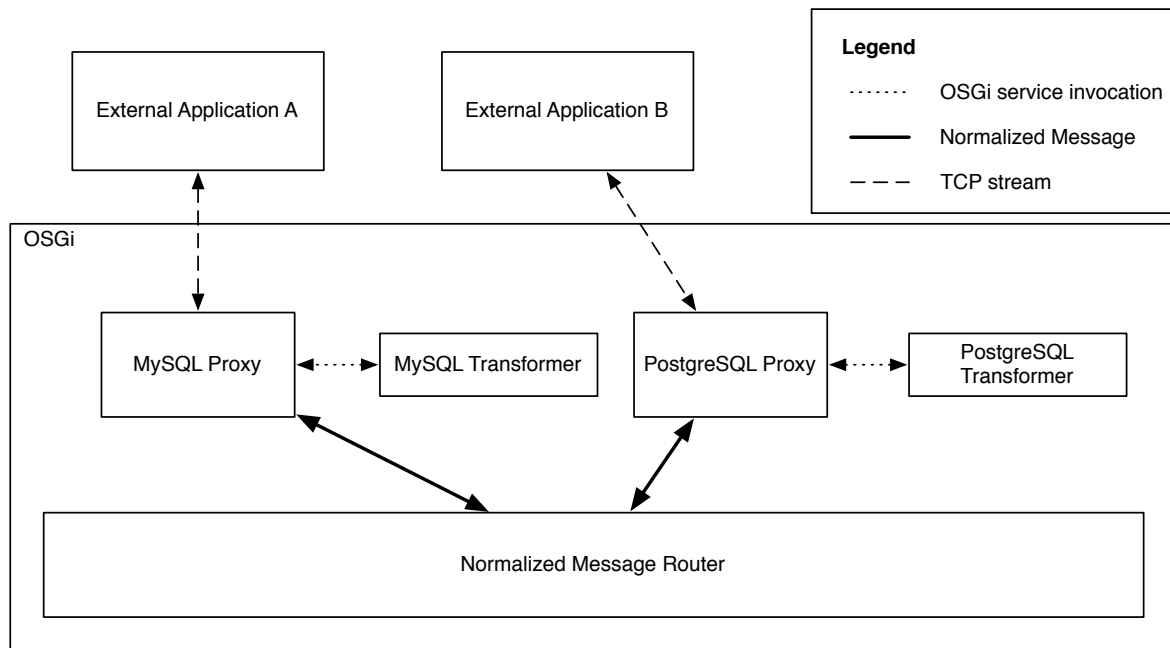 External Application A
External Application B
Legend
OSGi service invocation
Normalized Message
TCP stream
OSGi
MySQL Proxy
MySQL Transformer
PostgreSQL Proxy
PostgreSQL
Transformer
Normalized Message Router